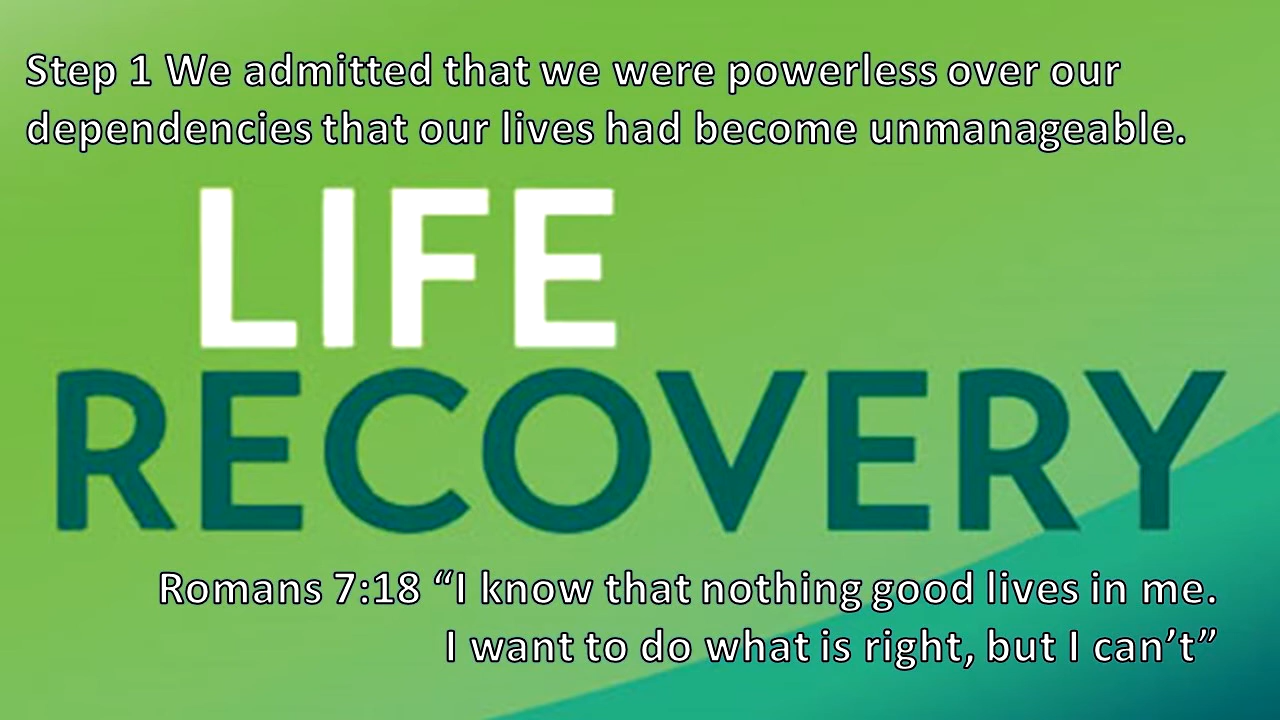 Step 1 We admitted that we were powerless over our
dependencies that our lives had become unmanageable.
LIFE
RECOVERY
Romans 7:18 “I know that nothing good lives in me.
I want to do what is right, but I can’t”